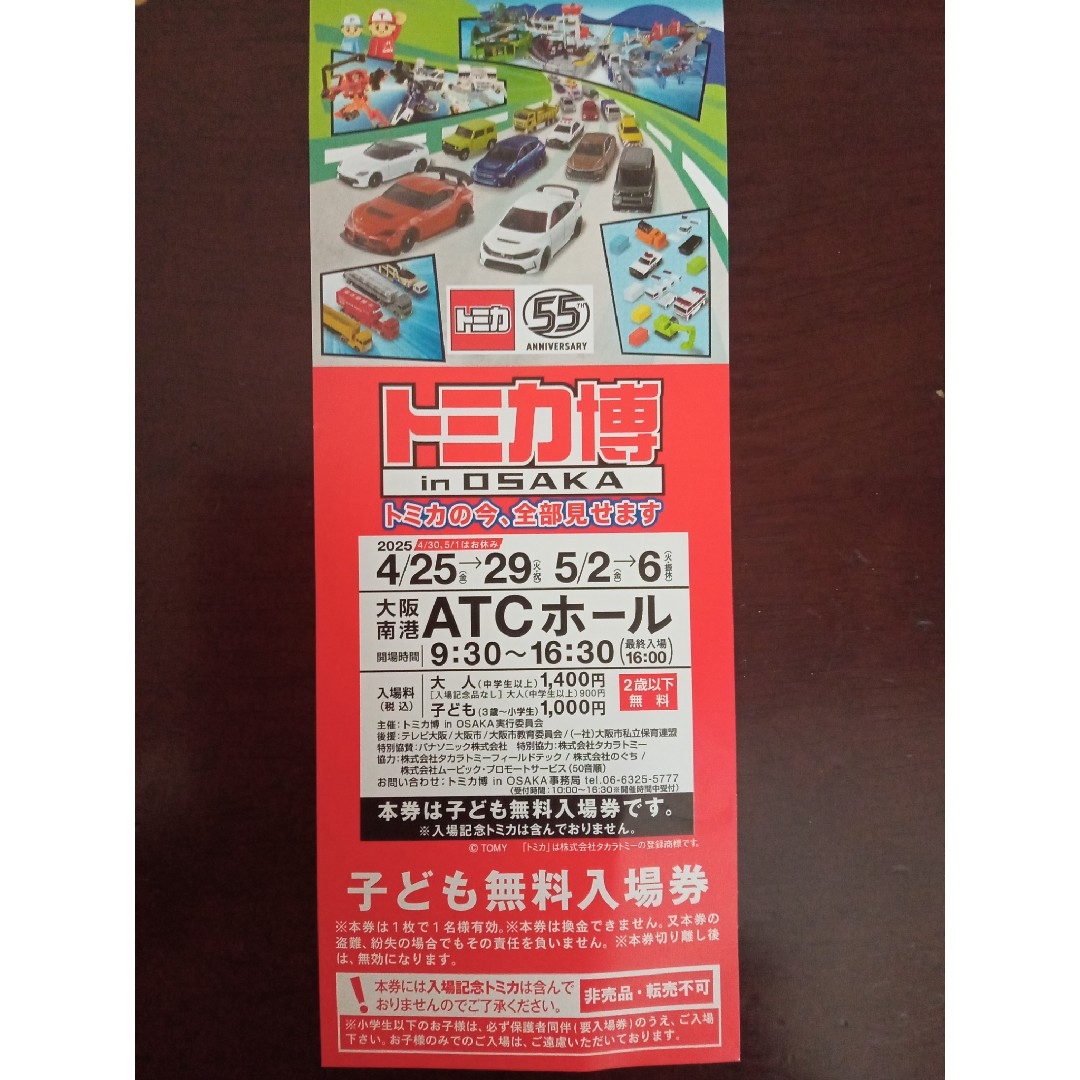 トミカ
55TH
ANNIVERSARY
トミカ博
in OSAKA
トミカの今、全部見せます
2025 4/30、5/1はお休み
4/25(金)→29(火・祝) 5/2(金)→6(火・振休)
大阪南港 ATCホール
開場時間 9:30～16:30 (最終入場16:00)
入場料(税込) 大人(中学生以上)1,400円
[入場記念品なし]大人(中学生以上)900円
子ども(3歳～小学生)1,000円
2歳以下無料
主催：トミカ博 in OSAKA実行委員会
後援：テレビ大阪/大阪市/大阪市教育委員会/(一社)大阪市私立保育連盟
特別協賛：パナソニック株式会社 特別協力：株式会社タカラトミー
協力：株式会社タカラトミーフィールドテック/株式会社のぐち/
株式会社ムービック・プロモートサービス(50音順)
お問い合わせ：トミカ博 in OSAKA事務局 tel.06-6325-5777
(受付時間：10:00～16:30※開催時間中受付)
本券は子ども無料入場券です。
※入場記念トミカは含んでおりません。
© TOMY 「トミカ」は株式会社タカラトミーの登録商標です。
子ども無料入場券
※本券は1枚で1名様有効。※本券は換金できません。又本券の
盗難、紛失の場合でもその責任を負いません。※本券切り離し後
は、無効になります。
! 本券には入場記念トミカは含んで
おりませんのでご了承ください。
非売品・転売不可
※小学生以下のお子様は、必ず保護者同伴(要入場券)のうえ、ご入場
下さい。お子様のみでのご入場は、ご遠慮いただいております。